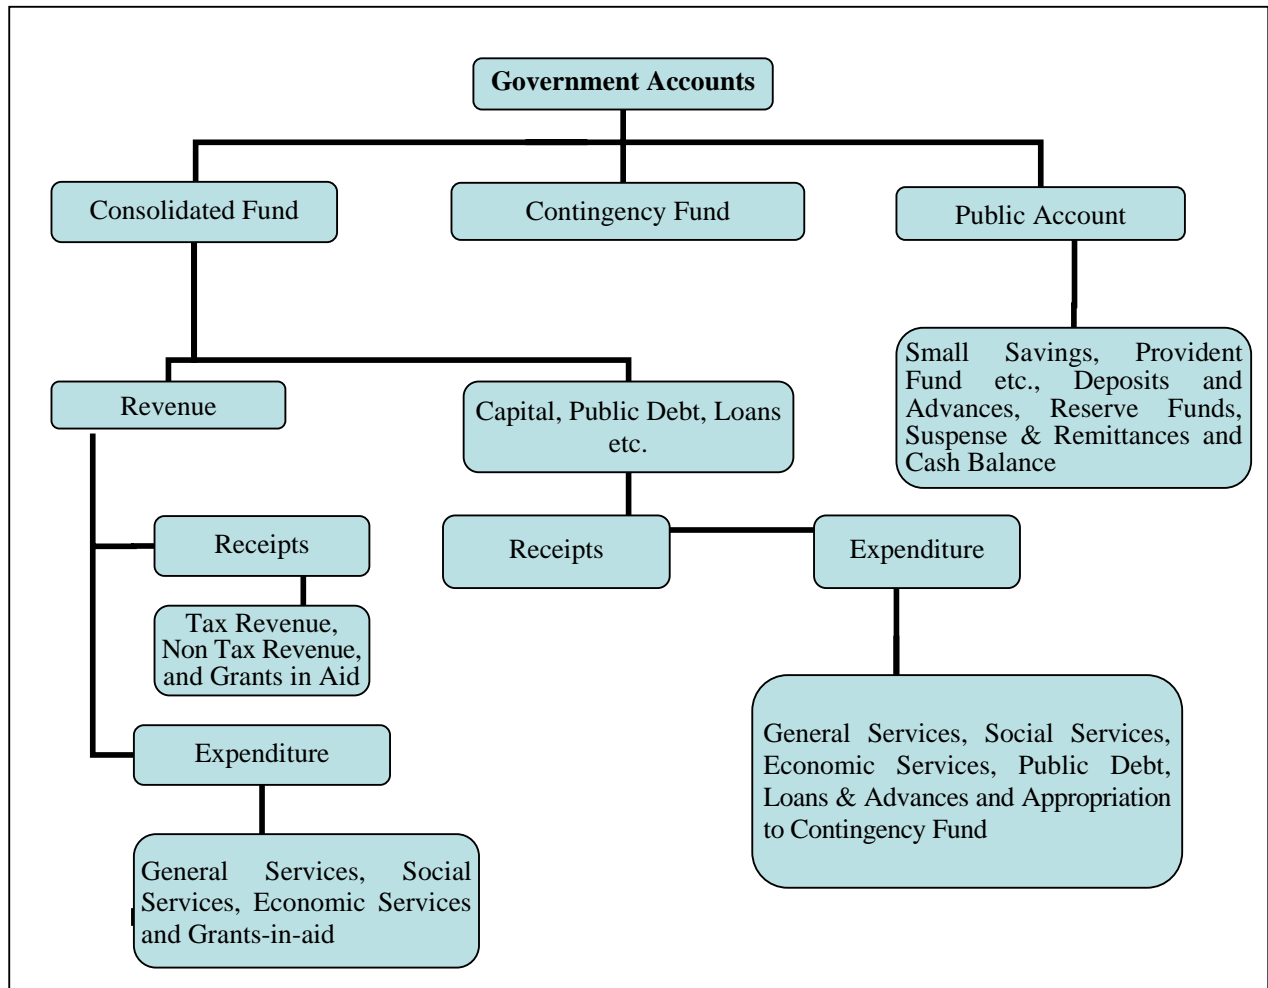 Government Accounts
Consolidated Fund
Contingency Fund
Public Account
Small Savings, Provident
Fund etc., Deposits and
Advances, Reserve Funds,
Suspense & Remittances and
Cash Balance
Revenue
Capital, Public Debt, Loans
etc.
Receipts
Tax Revenue,
Non Tax Revenue,
and Grants in Aid
Expenditure
General Services, Social
Services, Economic Services
and Grants-in-aid
Receipts
Expenditure
General Services, Social Services,
Economic Services, Public Debt,
Loans & Advances and Appropriation
to Contingency Fund